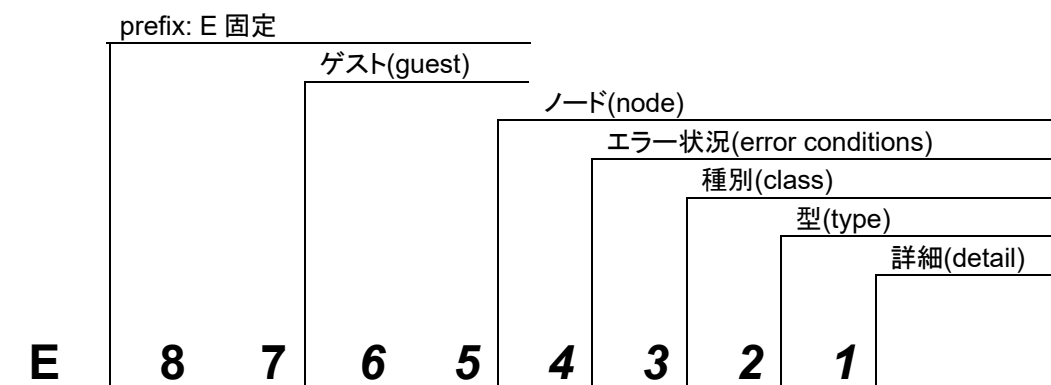 prefix: E 固定
ゲスト(guest)
ノード(node)
エラー状況(error conditions)
種別(class)
型(type)
詳細(detail)
E 8 7 6 5 4 3 2 1